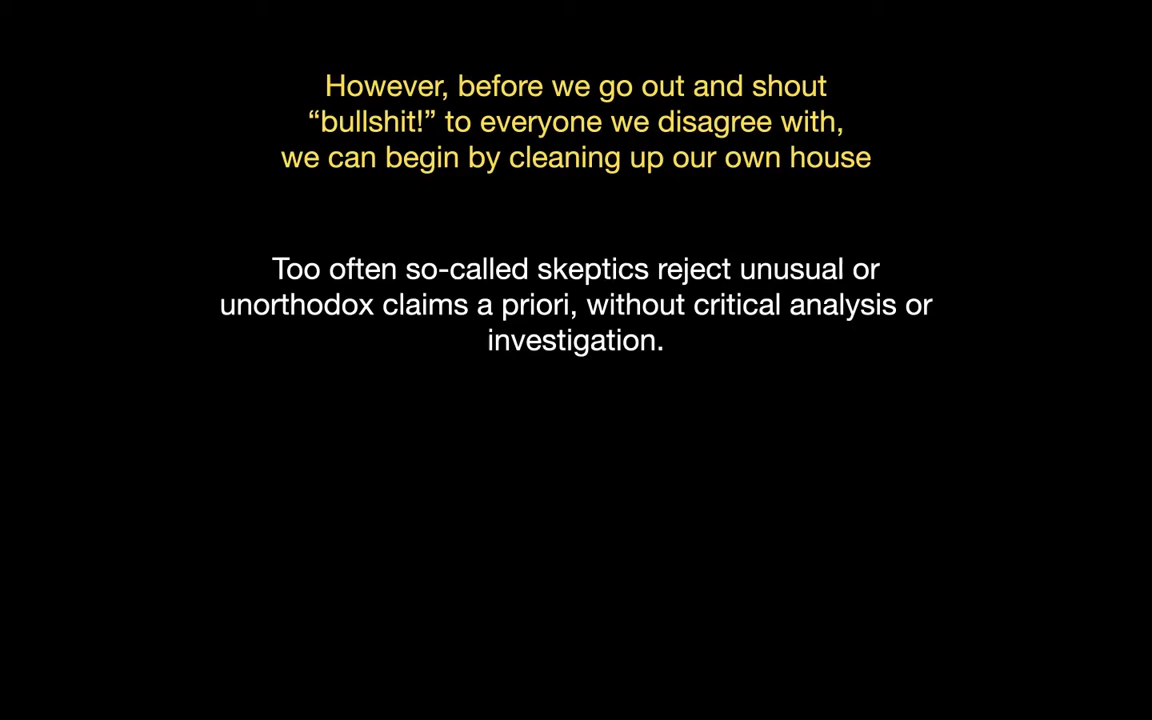 However, before we go out and shout
“bullshit!” to everyone we disagree with,
we can begin by cleaning up our own house
Too often so-called skeptics reject unusual or
unorthodox claims a priori, without critical analysis or
investigation.